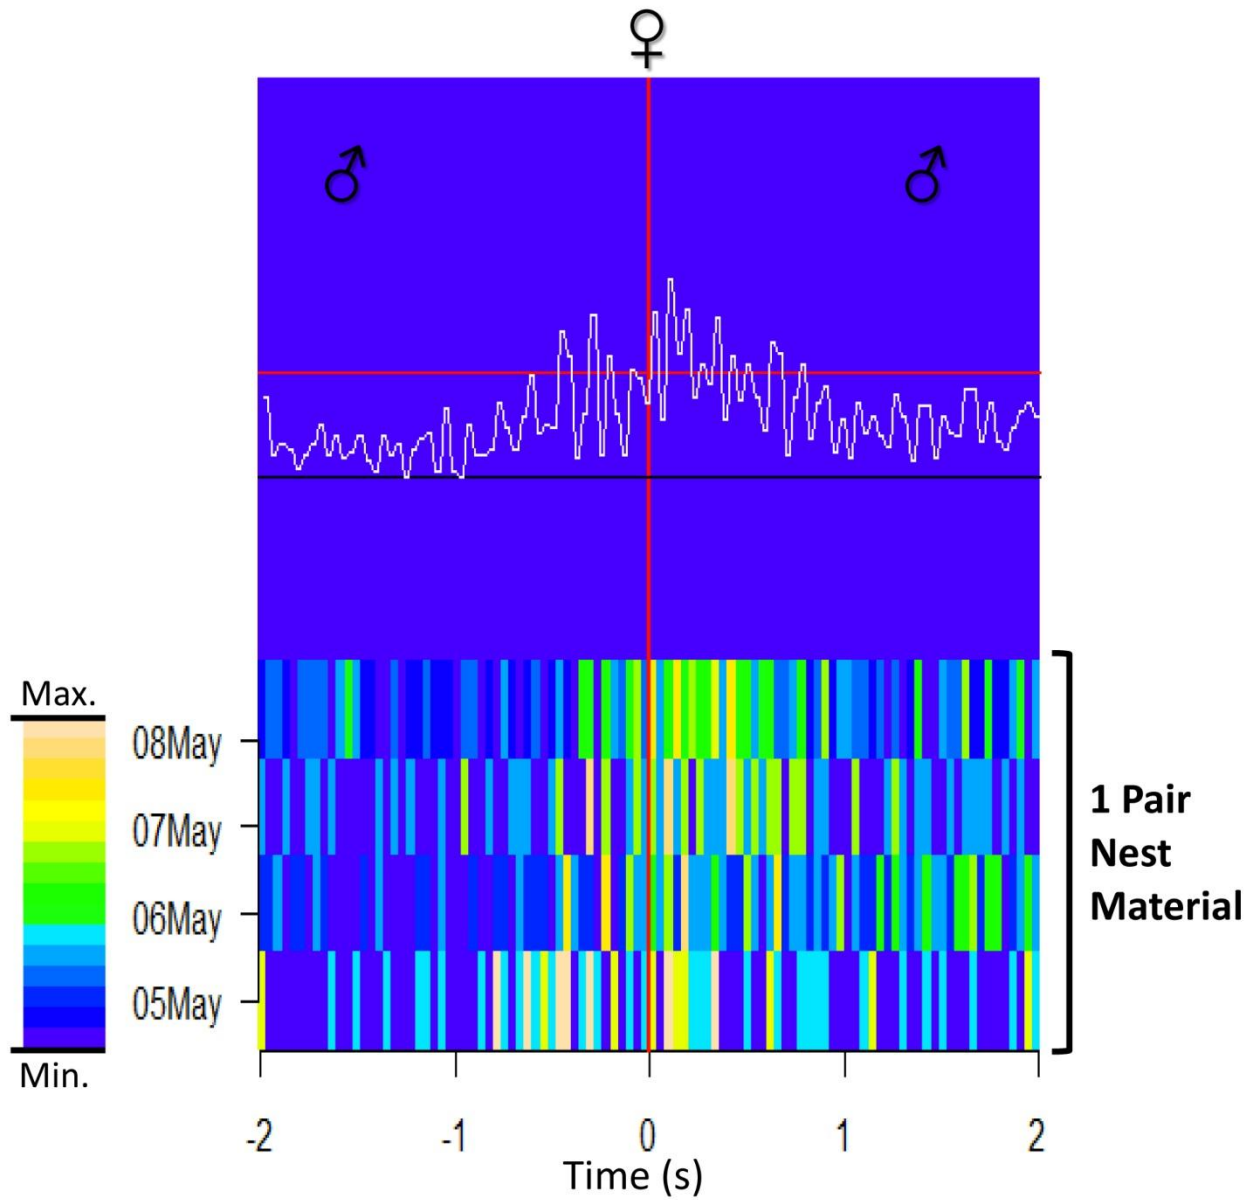 ♀
♂ ♂
Max.
Min.
08May
07May
06May
05May
1 Pair
Nest
Material
-2 -1 0 1 2
Time (s)